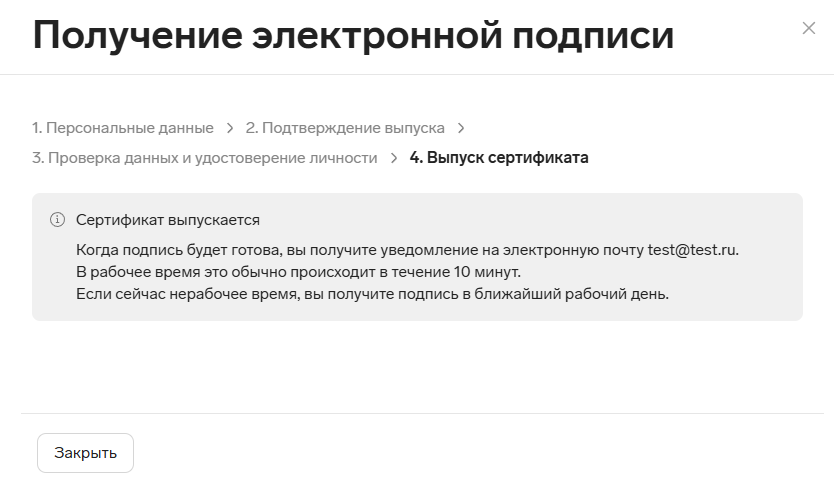 Получение электронной подписи
1. Персональные данные > 2. Подтверждение выпуска >
3. Проверка данных и удостоверение личности > 4. Выпуск сертификата
Сертификат выпускается
Когда подпись будет готова, вы получите уведомление на электронную почту test@test.ru.
В рабочее время это обычно происходит в течение 10 минут.
Если сейчас нерабочее время, вы получите подпись в ближайший рабочий день.
Закрыть